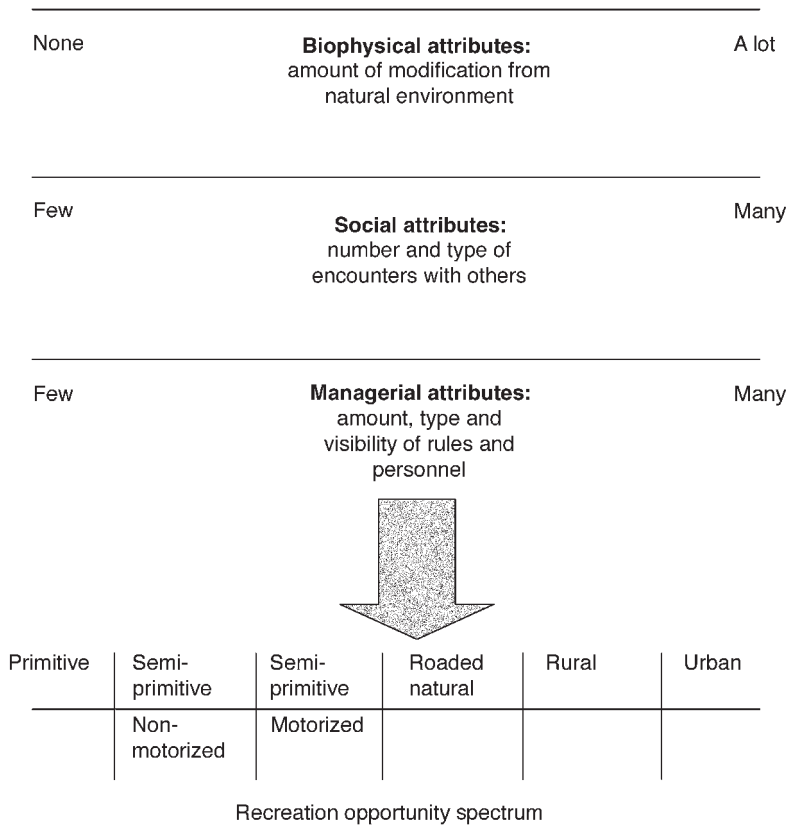 None
Biophysical attributes:
A lot
amount of modification from
natural environment
Few
Social attributes:
Many
number and type of
encounters with others
Few
Managerial attributes:
Many
amount, type and
visibility of rules and
personnel
Primitive
Semi-
primitive
Semi-
primitive
Roaded
natural
Rural
Urban
Non-
motorized
Motorized
Recreation opportunity spectrum